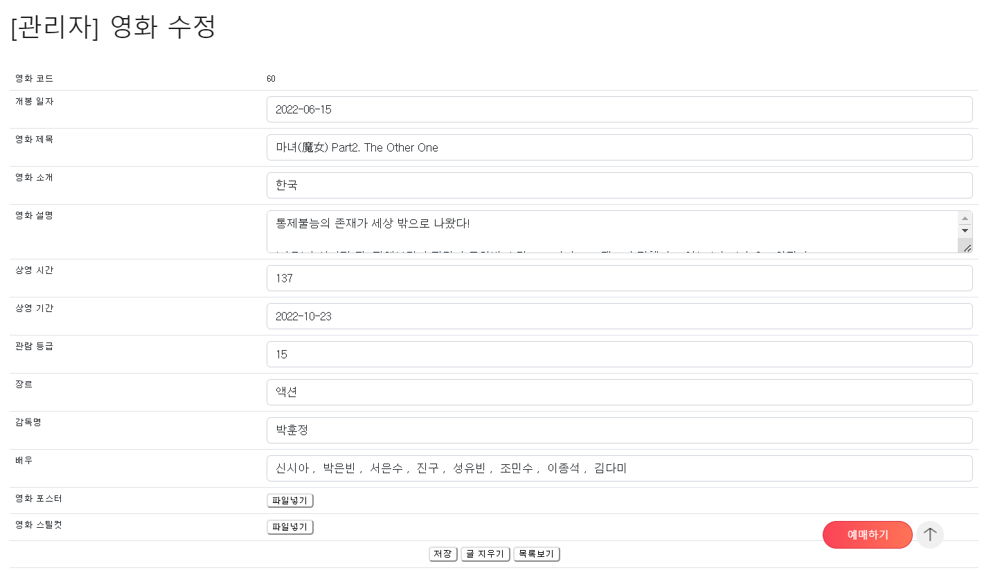 [관리자] 영화 수정
영화 코드 60
개봉 일자 2022-06-15
영화 제목 마녀(魔女) Part2. The Other One
영화 소개 한국
영화 설명 통제불능의 존재가 세상 밖으로 나왔다!
상영 시간 137
상영 기간 2022-10-23
관람 등급 15
장르 액션
감독명 박훈정
배우 신시아 , 박은빈 , 서은수 , 진구 , 성유빈 , 조민수 , 이종석 , 김다미
영화 포스터 파일넣기
영화 스틸컷 파일넣기
예매하기
저장 글 지우기 목록보기